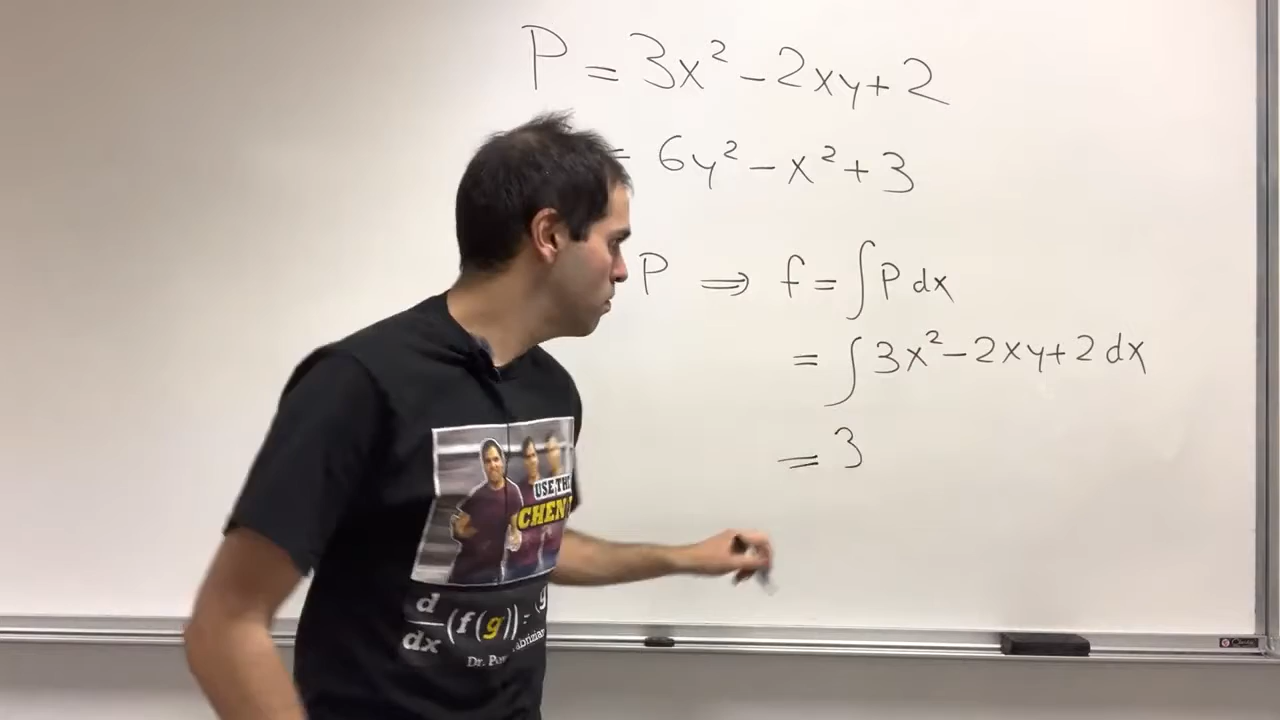 P = 3x² - 2xy + 2
= 6y² - x² + 3
P ⟹ f = ∫ P dx
= ∫ 3x² - 2xy + 2 dx
= 3
USE THE
CHEN
d/dx (f(g)) =
Dr.